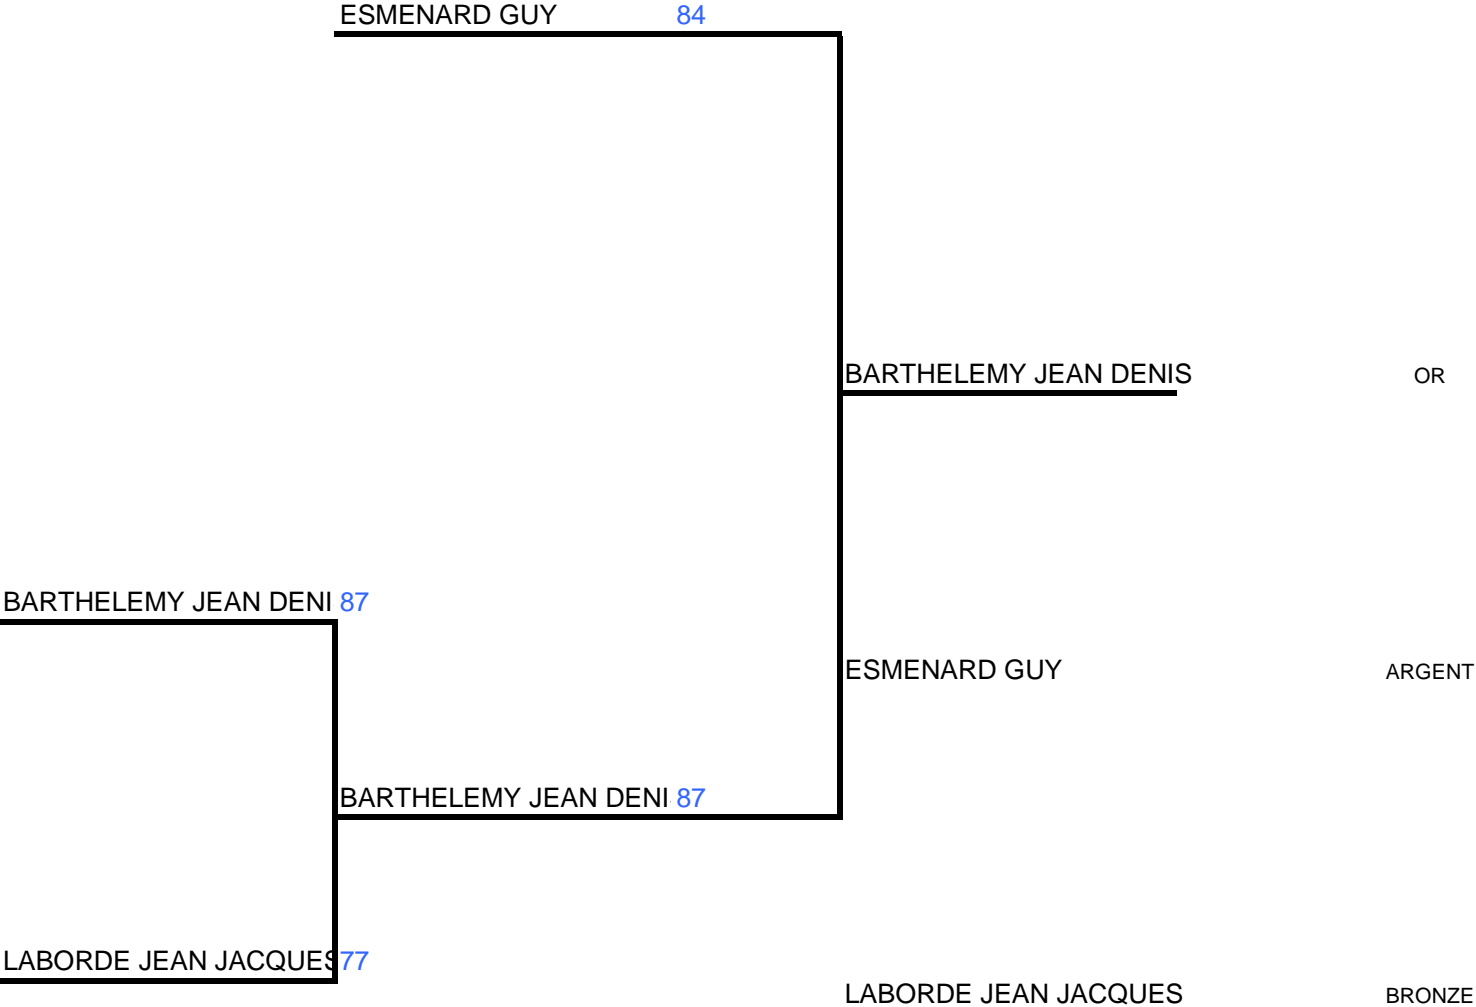 ESMENARD GUY 84
BARTHELEMY JEAN DENIS OR
BARTHELEMY JEAN DENI 87
ESMENARD GUY ARGENT
BARTHELEMY JEAN DENI 87
LABORDE JEAN JACQUES 77
LABORDE JEAN JACQUES BRONZE